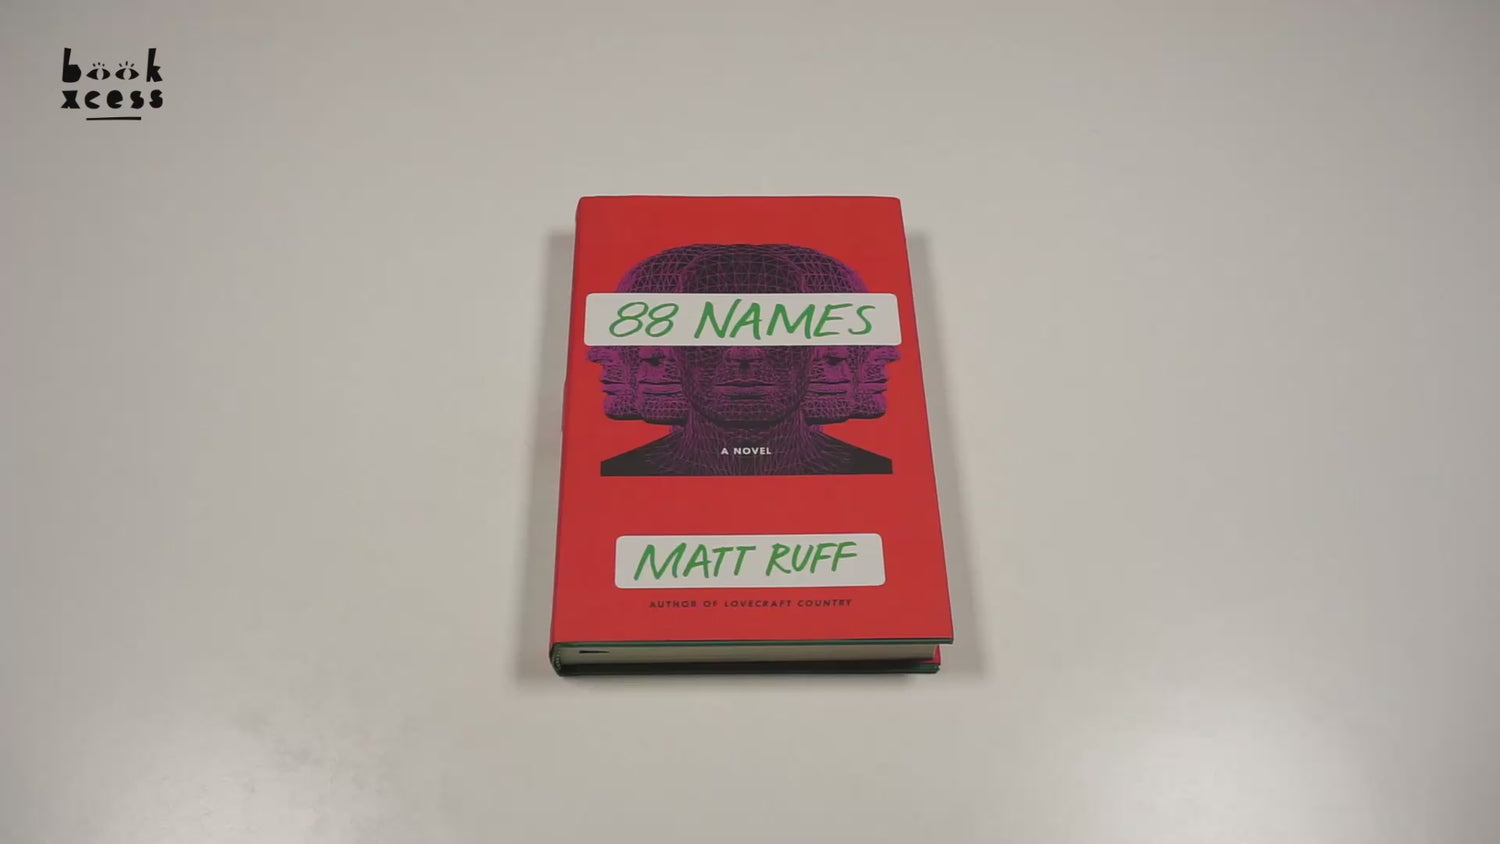 book
xcess
88 NAMES
A NOVEL
MATT RUFF
AUTHOR OF LOVECRAFT COUNTRY